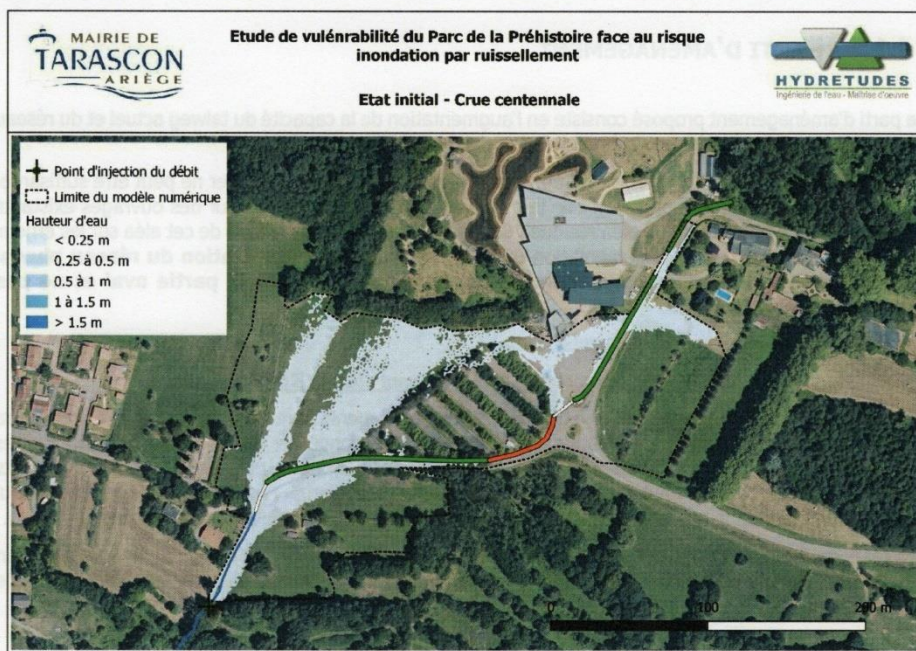 MAIRIE DE
TARASCON
ARIÈGE
Etude de vulénrabilité du Parc de la Préhistoire face au risque
inondation par ruissellement
Etat initial - Crue centennale
HYDRETUDES
Ingénierie de l'eau - Maîtrise d'oeuvre
Point d'injection du débit
Limite du modèle numérique
Hauteur d'eau
< 0.25 m
0.25 à 0.5 m
0.5 à 1 m
1 à 1.5 m
> 1.5 m
0 100 200 m